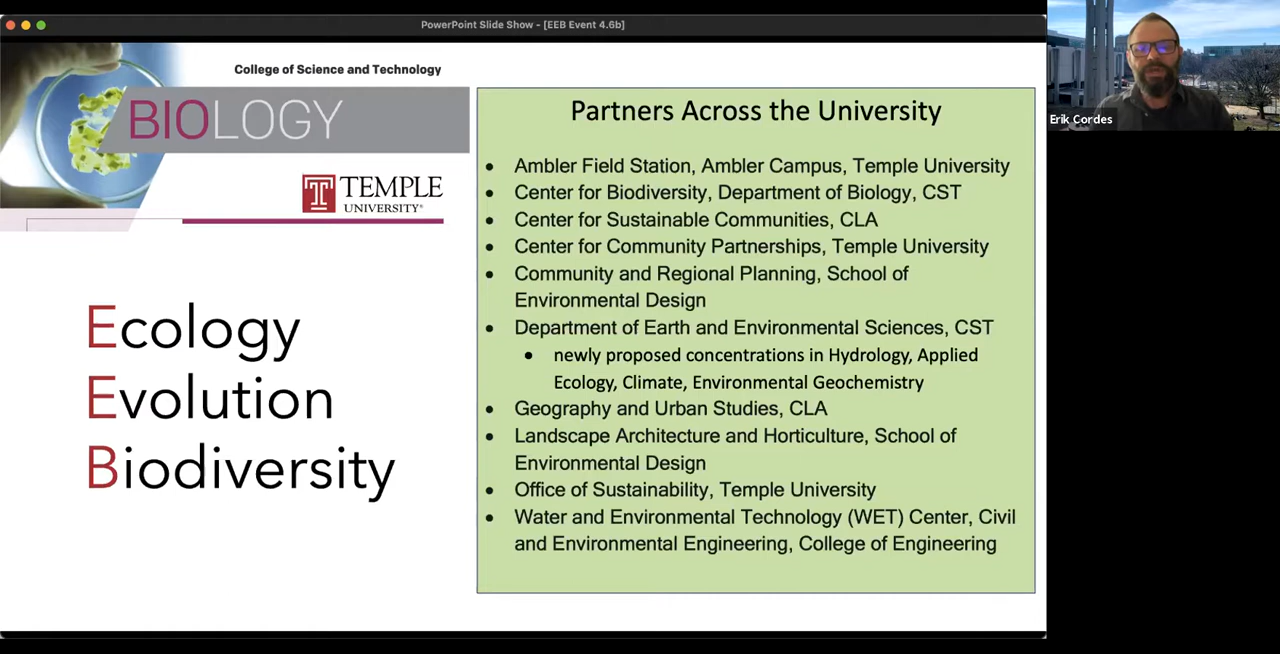 PowerPoint Slide Show - [EEB Event 4.6b]
College of Science and Technology
BIOLOGY
TEMPLE
UNIVERSITY®
Ecology
Evolution
Biodiversity
Partners Across the University
• Ambler Field Station, Ambler Campus, Temple University
• Center for Biodiversity, Department of Biology, CST
• Center for Sustainable Communities, CLA
• Center for Community Partnerships, Temple University
• Community and Regional Planning, School of
Environmental Design
• Department of Earth and Environmental Sciences, CST
• newly proposed concentrations in Hydrology, Applied
Ecology, Climate, Environmental Geochemistry
• Geography and Urban Studies, CLA
• Landscape Architecture and Horticulture, School of
Environmental Design
• Office of Sustainability, Temple University
• Water and Environmental Technology (WET) Center, Civil
and Environmental Engineering, College of Engineering
Erik Cordes